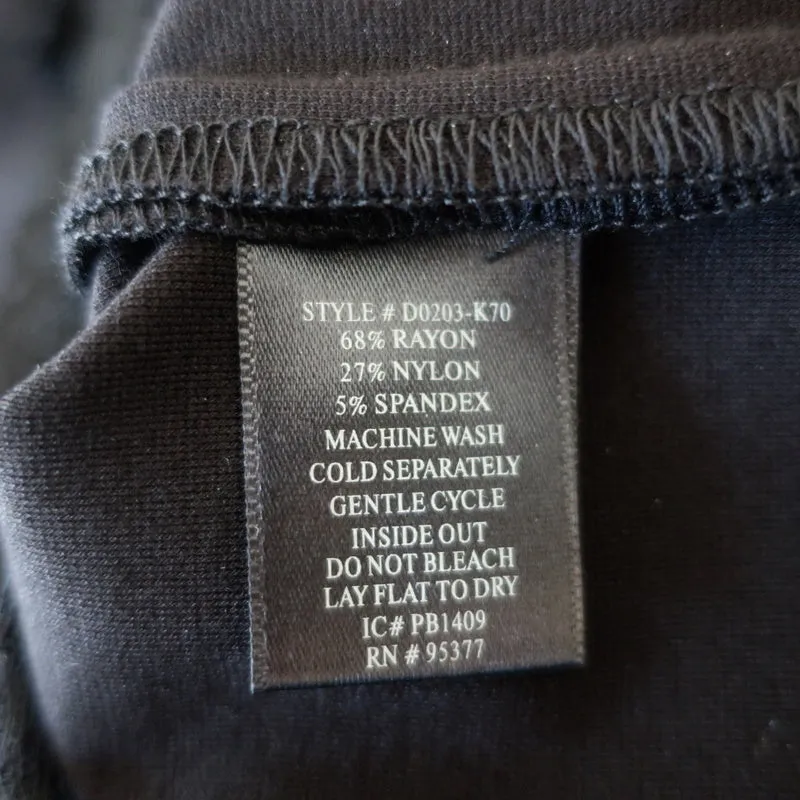 STYLE # D0203-K70
68% RAYON
27% NYLON
5% SPANDEX
MACHINE WASH
COLD SEPARATELY
GENTLE CYCLE
INSIDE OUT
DO NOT BLEACH
LAY FLAT TO DRY
IC# PB1409
RN # 95377